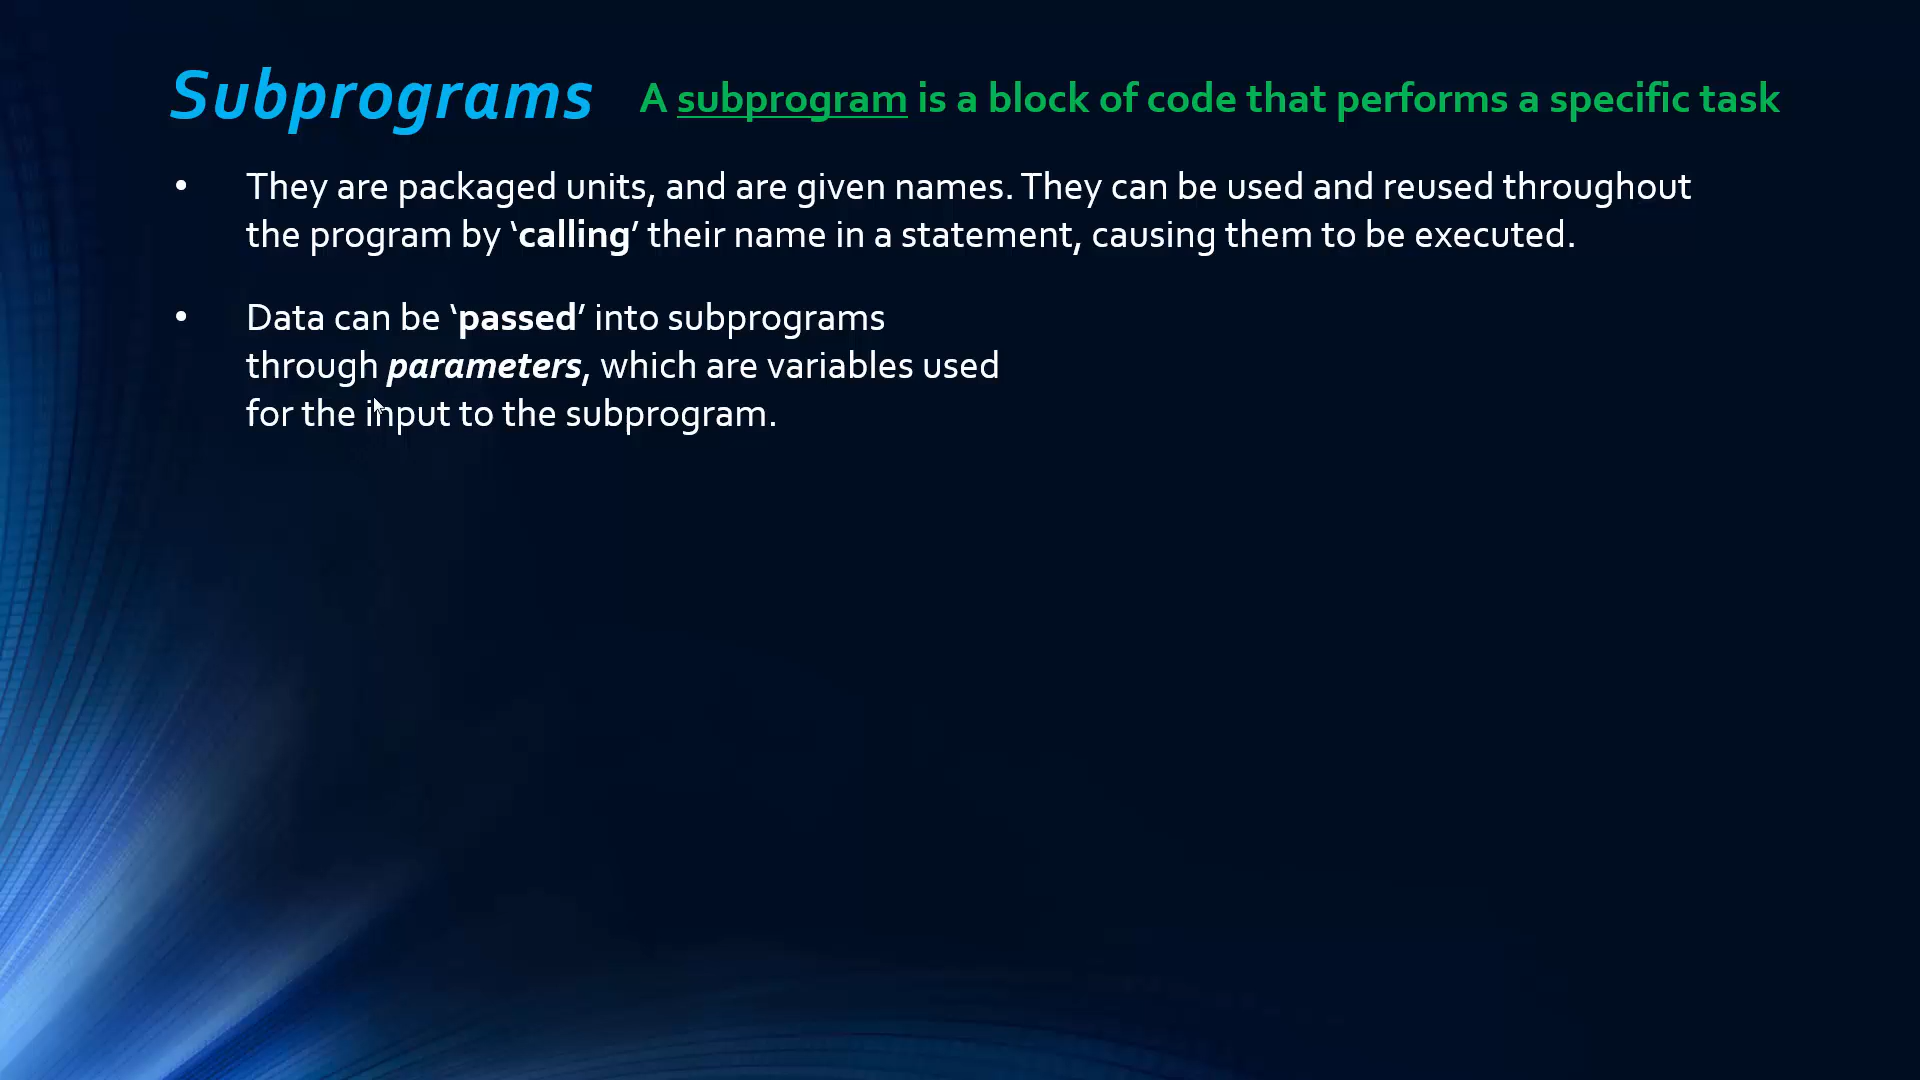 Subprograms A subprogram is a block of code that performs a specific task
• They are packaged units, and are given names. They can be used and reused throughout
the program by ‘calling’ their name in a statement, causing them to be executed.
• Data can be ‘passed’ into subprograms
through parameters, which are variables used
for the input to the subprogram.